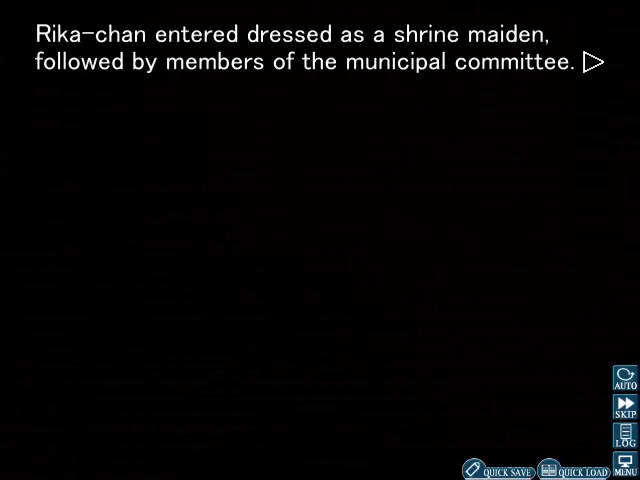 Rika-chan entered dressed as a shrine maiden,
followed by members of the municipal committee.
AUTO
SKIP
LOG
MENU
QUICK SAVE
QUICK LOAD